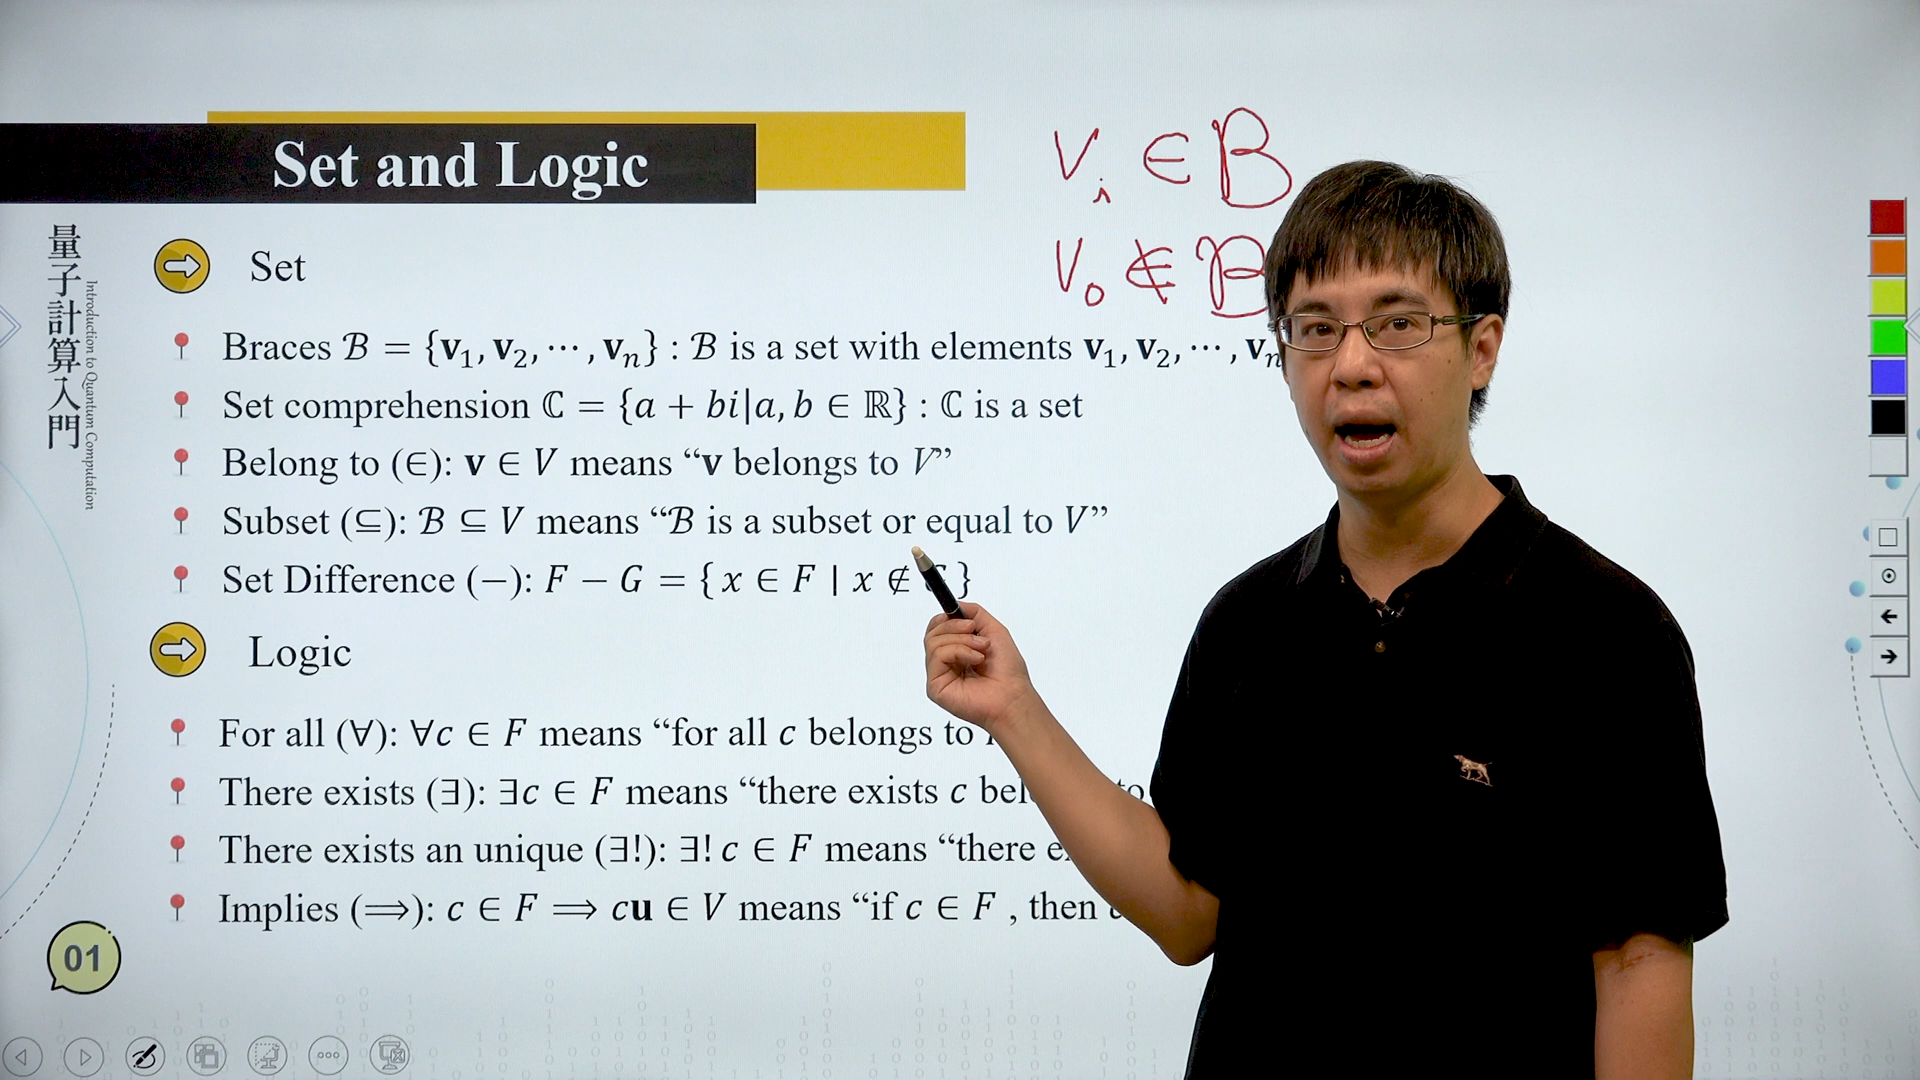 Set and Logic
V_i ∈ B
V_0 ∉ B
量子計算入門
Introduction to Quantum Computation
Set
Braces ℬ = {v₁, v₂, ⋯ , vₙ} : ℬ is a set with elements v₁, v₂, ⋯ , vₙ
Set comprehension ℂ = {a + bi|a, b ∈ ℝ} : ℂ is a set
Belong to (∈): v ∈ V means “v belongs to V”
Subset (⊆): ℬ ⊆ V means “ℬ is a subset or equal to V”
Set Difference (−): F − G = { x ∈ F | x ∉ }
Logic
For all (∀): ∀c ∈ F means “for all c belongs to
There exists (∃): ∃c ∈ F means “there exists c to
There exists an unique (∃!): ∃! c ∈ F means “there
Implies (⟹): c ∈ F ⟹ cu ∈ V means “if c ∈ F , then
01